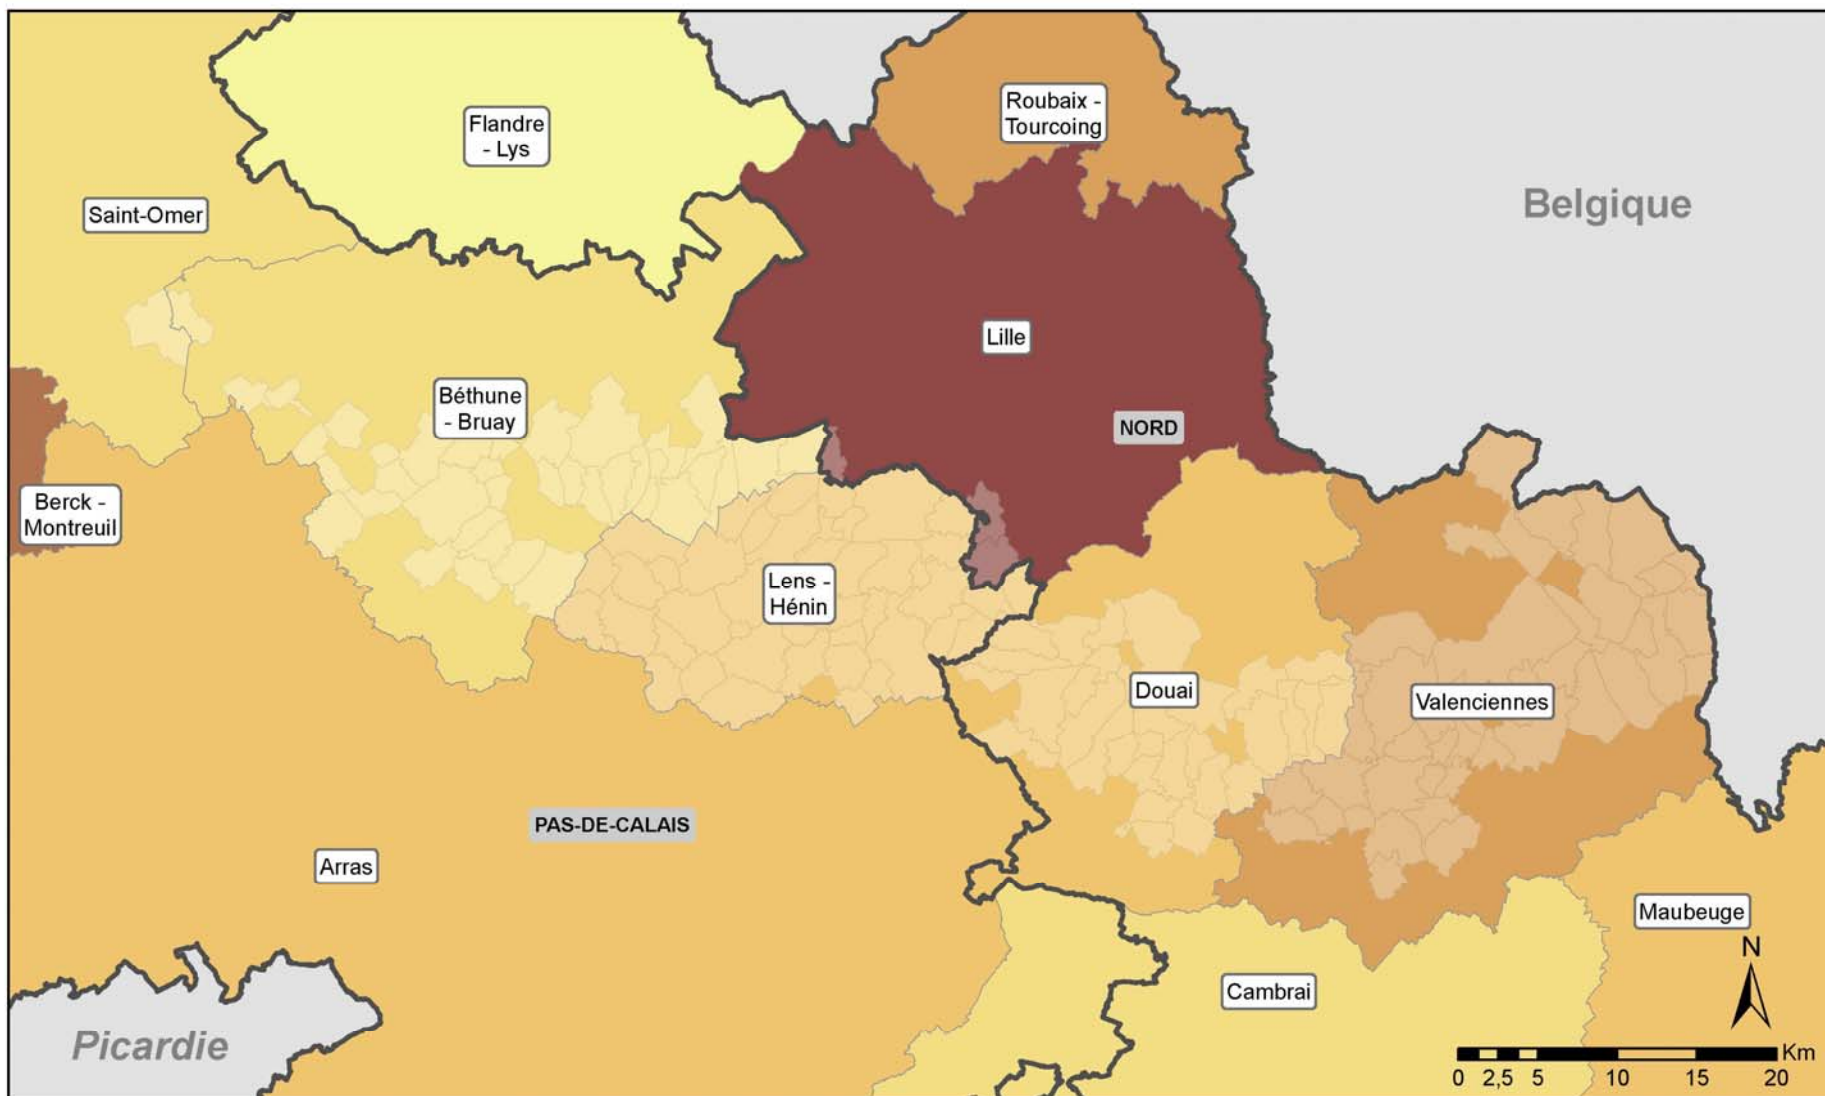 Roubaix -
Tourcoing
Flandre
- Lys
Saint-Omer
Belgique
Lille
Béthune
- Bruay
NORD
Berck -
Montreuil
Lens -
Hénin
Douai
Valenciennes
PAS-DE-CALAIS
Arras
Maubeuge
N
Cambrai
Picardie
Km
0 2,5 5 10 15 20